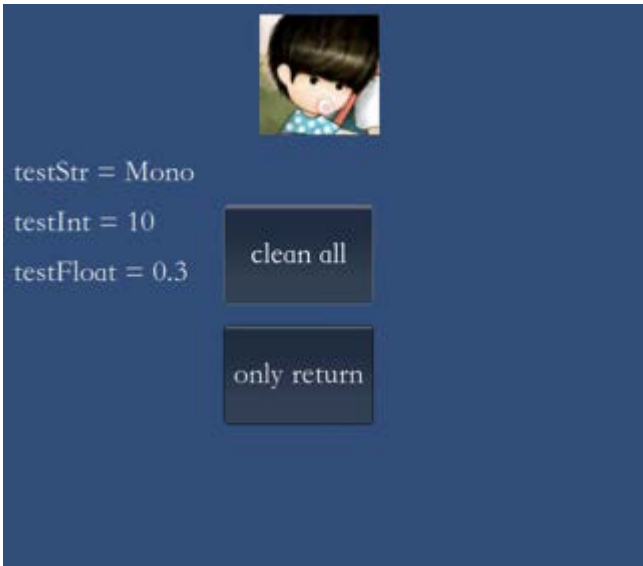 testStr = Mono
testInt = 10
testFloat = 0.3
clean all
only return